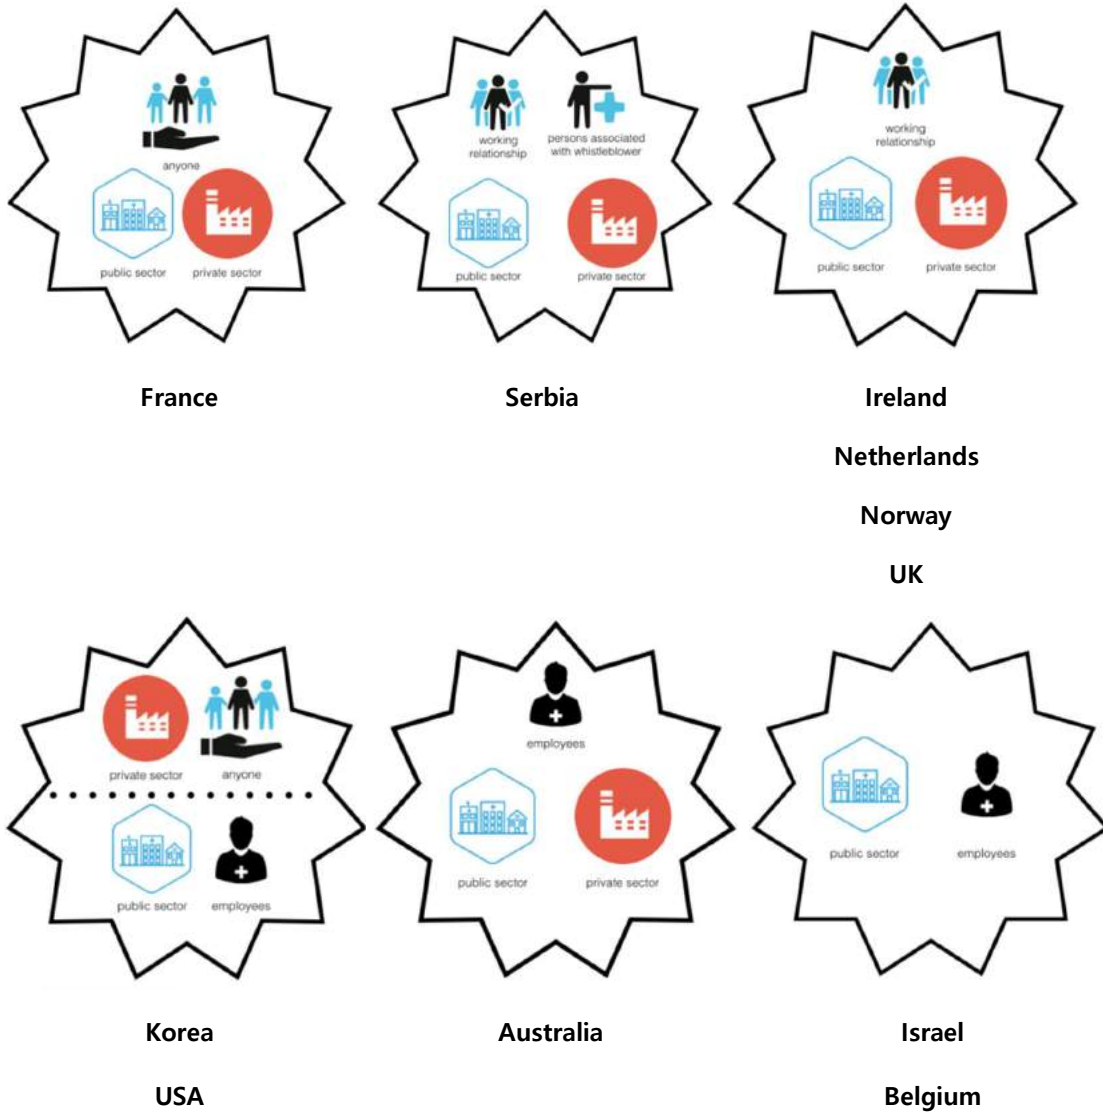 anyone
public sector
private sector
working
relationship
persons associated
with whistleblower
public sector
private sector
working
relationship
public sector
private sector
France
Serbia
Ireland
Netherlands
Norway
UK
private sector
anyone
public sector
employees
employees
public sector
private sector
public sector
employees
Korea
Australia
Israel
USA
Belgium